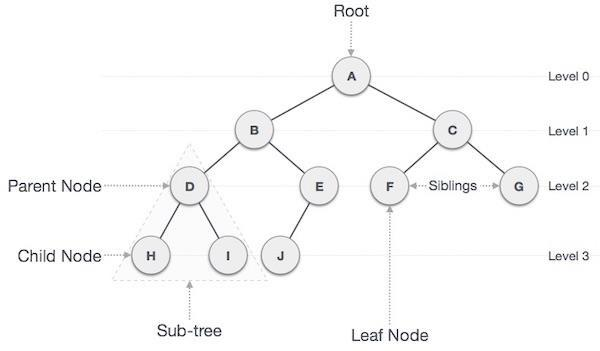 Root
A
Level 0
B
C
Level 1
Parent Node
D
E
F
Siblings
G
Level 2
Child Node
H
I
J
Level 3
Sub-tree
Leaf Node